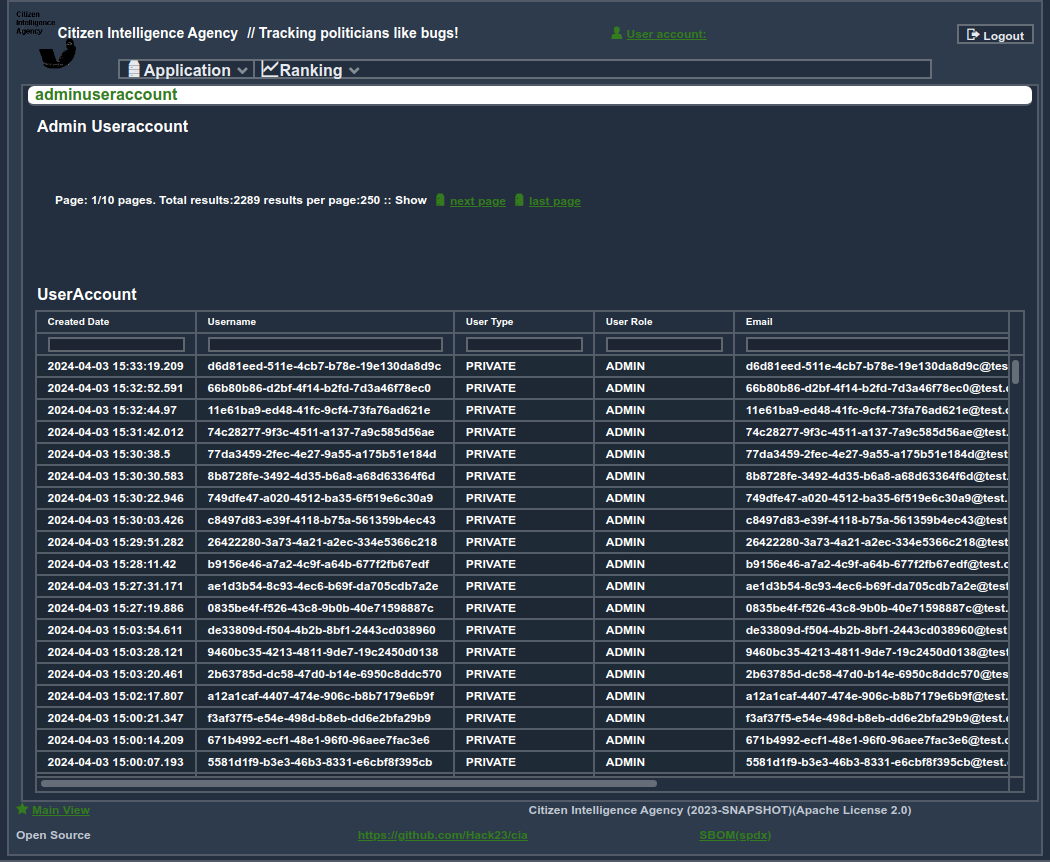 Citizen
Intelligence
Agency
Citizen Intelligence Agency // Tracking politicians like bugs!
User account:
Logout
Application Ranking
adminuseraccount
Admin Useraccount
Page: 1/10 pages. Total results:2289 results per page:250 :: Show next page last page
UserAccount
Created Date Username User Type User Role Email
2024-04-03 15:33:19.209 d6d81eed-511e-4cb7-b78e-19e130da8d9c PRIVATE ADMIN d6d81eed-511e-4cb7-b78e-19e130da8d9c@tes
2024-04-03 15:32:52.591 66b80b86-d2bf-4f14-b2fd-7d3a46f78ec0 PRIVATE ADMIN 66b80b86-d2bf-4f14-b2fd-7d3a46f78ec0@test.c
2024-04-03 15:32:44.97 11e61ba9-ed48-41fc-9cf4-73fa76ad621e PRIVATE ADMIN 11e61ba9-ed48-41fc-9cf4-73fa76ad621e@test.c
2024-04-03 15:31:42.012 74c28277-9f3c-4511-a137-7a9c585d56ae PRIVATE ADMIN 74c28277-9f3c-4511-a137-7a9c585d56ae@test.
2024-04-03 15:30:38.5 77da3459-2fec-4e27-9a55-a175b51e184d PRIVATE ADMIN 77da3459-2fec-4e27-9a55-a175b51e184d@test
2024-04-03 15:30:30.583 8b8728fe-3492-4d35-b6a8-a68d63364f6d PRIVATE ADMIN 8b8728fe-3492-4d35-b6a8-a68d63364f6d@test.
2024-04-03 15:30:22.946 749dfe47-a020-4512-ba35-6f519e6c30a9 PRIVATE ADMIN 749dfe47-a020-4512-ba35-6f519e6c30a9@test.
2024-04-03 15:30:03.426 c8497d83-e39f-4118-b75a-561359b4ec43 PRIVATE ADMIN c8497d83-e39f-4118-b75a-561359b4ec43@test
2024-04-03 15:29:51.282 26422280-3a73-4a21-a2ec-334e5366c218 PRIVATE ADMIN 26422280-3a73-4a21-a2ec-334e5366c218@test
2024-04-03 15:28:11.42 b9156e46-a7a2-4c9f-a64b-677f2fb67edf PRIVATE ADMIN b9156e46-a7a2-4c9f-a64b-677f2fb67edf@test.c
2024-04-03 15:27:31.171 ae1d3b54-8c93-4ec6-b69f-da705cdb7a2e PRIVATE ADMIN ae1d3b54-8c93-4ec6-b69f-da705cdb7a2e@test
2024-04-03 15:27:19.886 0835be4f-f526-43c8-9b0b-40e71598887c PRIVATE ADMIN 0835be4f-f526-43c8-9b0b-40e71598887c@test.
2024-04-03 15:03:54.611 de33809d-f504-4b2b-8bf1-2443cd038960 PRIVATE ADMIN de33809d-f504-4b2b-8bf1-2443cd038960@test
2024-04-03 15:03:28.121 9460bc35-4213-4811-9de7-19c2450d0138 PRIVATE ADMIN 9460bc35-4213-4811-9de7-19c2450d0138@test
2024-04-03 15:03:20.461 2b63785d-dc58-47d0-b14e-6950c8ddc570 PRIVATE ADMIN 2b63785d-dc58-47d0-b14e-6950c8ddc570@tes
2024-04-03 15:02:17.807 a12a1caf-4407-474e-906c-b8b7179e6b9f PRIVATE ADMIN a12a1caf-4407-474e-906c-b8b7179e6b9f@test.
2024-04-03 15:00:21.347 f3af37f5-e54e-498d-b8eb-dd6e2bfa29b9 PRIVATE ADMIN f3af37f5-e54e-498d-b8eb-dd6e2bfa29b9@test.c
2024-04-03 15:00:14.209 671b4992-ecf1-48e1-96f0-96aee7fac3e6 PRIVATE ADMIN 671b4992-ecf1-48e1-96f0-96aee7fac3e6@test.c
2024-04-03 15:00:07.193 5581d1f9-b3e3-46b3-8331-e6cbf8f395cb PRIVATE ADMIN 5581d1f9-b3e3-46b3-8331-e6cbf8f395cb@test.
Main View Citizen Intelligence Agency (2023-SNAPSHOT)(Apache License 2.0)
Open Source https://github.com/Hack23/cia SBOM(spdx)